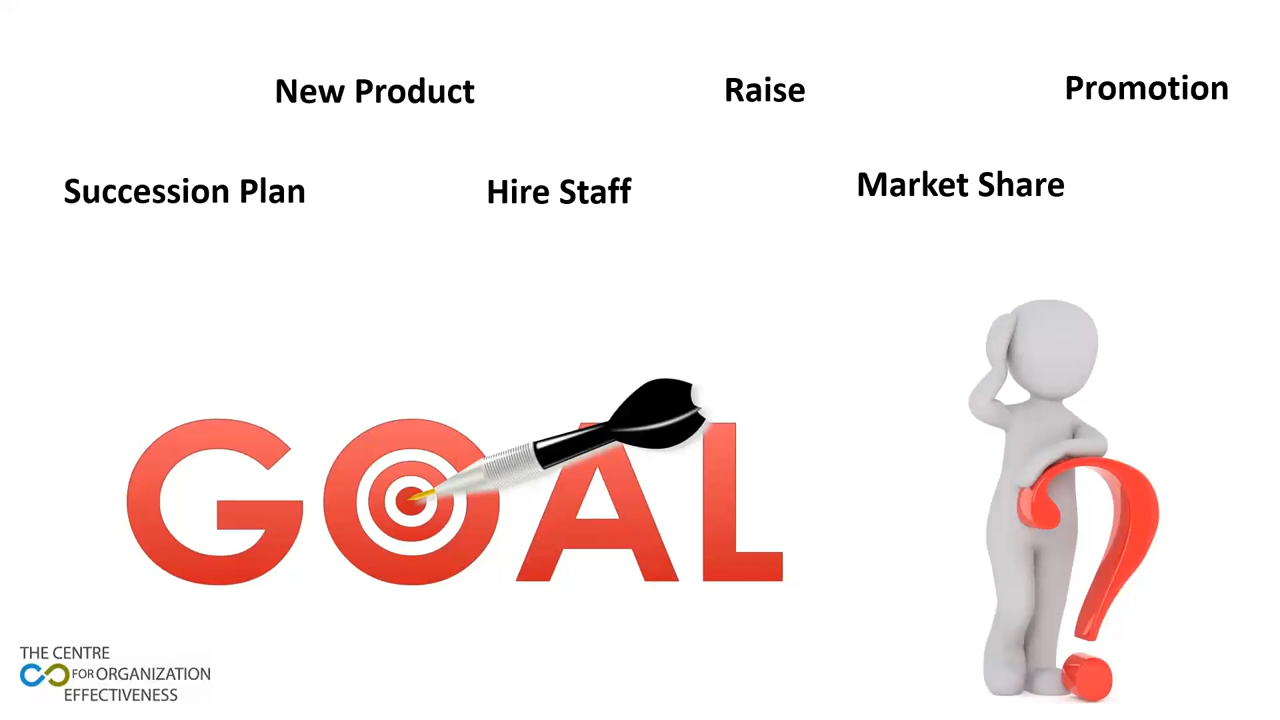 New Product
Raise
Promotion
Succession Plan
Hire Staff
Market Share
GOAL
?
THE CENTRE
FOR ORGANIZATION
EFFECTIVENESS